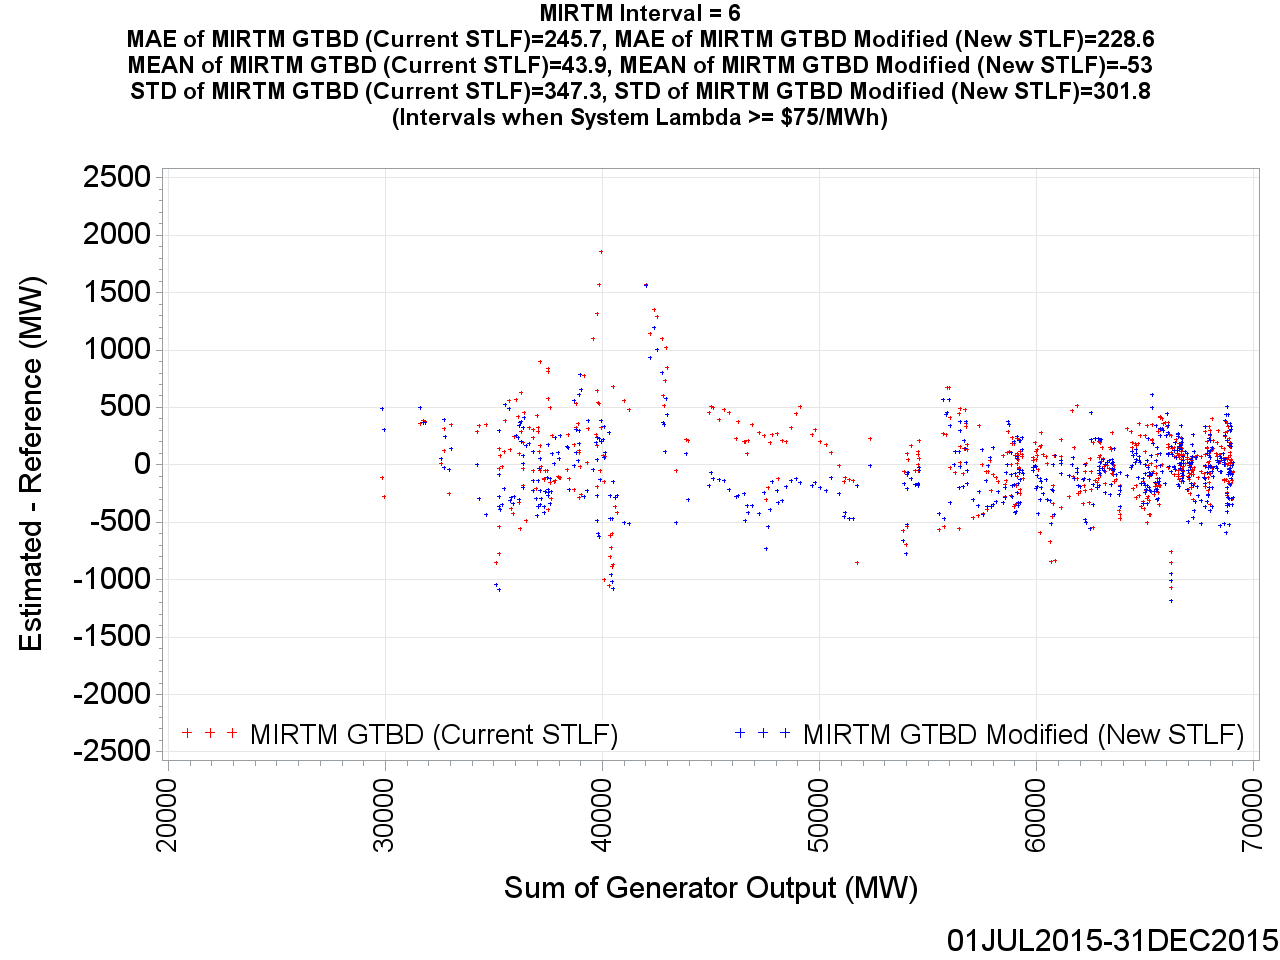 MIRTM Interval = 6
MAE of MIRTM GTBD (Current STLF)=245.7, MAE of MIRTM GTBD Modified (New STLF)=228.6
MEAN of MIRTM GTBD (Current STLF)=43.9, MEAN of MIRTM GTBD Modified (New STLF)=-53
STD of MIRTM GTBD (Current STLF)=347.3, STD of MIRTM GTBD Modified (New STLF)=301.8
(Intervals when System Lambda >= $75/MWh)
Estimated - Reference (MW)
2500
2000
1500
1000
500
0
-500
-1000
-1500
-2000
-2500
MIRTM GTBD (Current STLF)
MIRTM GTBD Modified (New STLF)
20000
30000
40000
50000
60000
70000
Sum of Generator Output (MW)
01JUL2015-31DEC2015